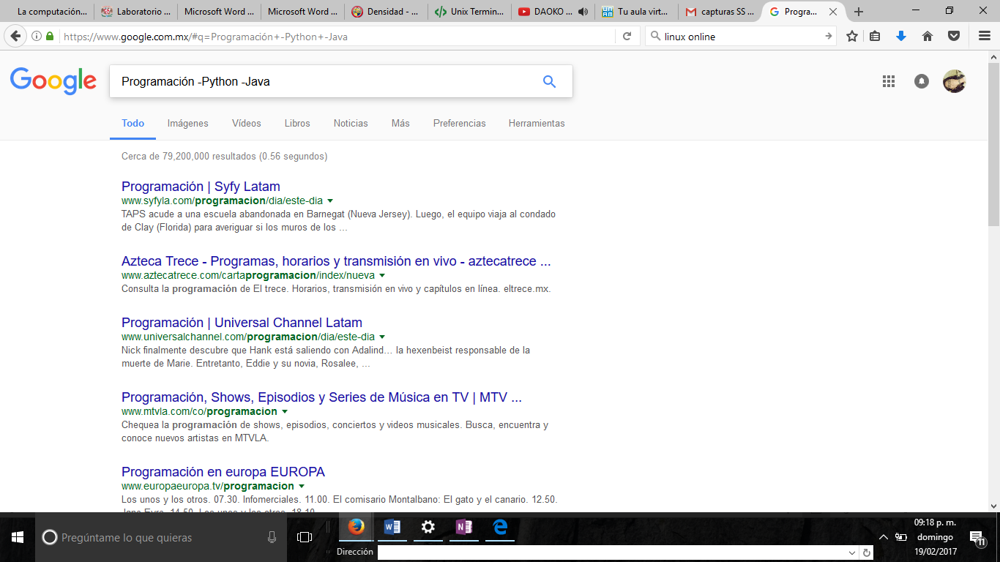 La computación...
Laboratorio ...
Microsoft Word ...
Microsoft Word ...
Densidad - ...
Unix Termin...
DAOKO ...
Tu aula virt...
capturas SS ...
Progra...
https://www.google.com.mx/#q=Programación+-Python+-Java
linux online
Google
Programación -Python -Java
Todo
Imágenes
Vídeos
Libros
Noticias
Más
Preferencias
Herramientas
Cerca de 79,200,000 resultados (0.56 segundos)
Programación | Syfy Latam
www.syfyla.com/programacion/dia/este-dia
TAPS acude a una escuela abandonada en Barnegat (Nueva Jersey). Luego, el equipo viaja al condado
de Clay (Florida) para averiguar si los muros de los ...
Azteca Trece - Programas, horarios y transmisión en vivo - aztecatrece ...
www.aztecatrece.com/cartaprogramacion/index/nueva
Consulta la programación de El trece. Horarios, transmisión en vivo y capítulos en línea. eltrece.mx.
Programación | Universal Channel Latam
www.universalchannel.com/programacion/dia/este-dia
Nick finalmente descubre que Hank está saliendo con Adalind... la hexenbeist responsable de la
muerte de Marie. Entretanto, Eddie y su novia, Rosalee, ...
Programación, Shows, Episodios y Series de Música en TV | MTV ...
www.mtvla.com/co/programacion
Chequea la programación de shows, episodios, conciertos y videos musicales. Busca, encuentra y
conoce nuevos artistas en MTVLA.
Programación en europa EUROPA
www.europaeuropa.tv/programacion
Los unos y los otros. 07.30. Infomerciales. 11.00. El comisario Montalbano: El gato y el canario. 12.50.
Jane Eyre. 14.50. Los unos y los otros. 18.10
Pregúntame lo que quieras
Dirección
09:18 p. m.
domingo
19/02/2017
11